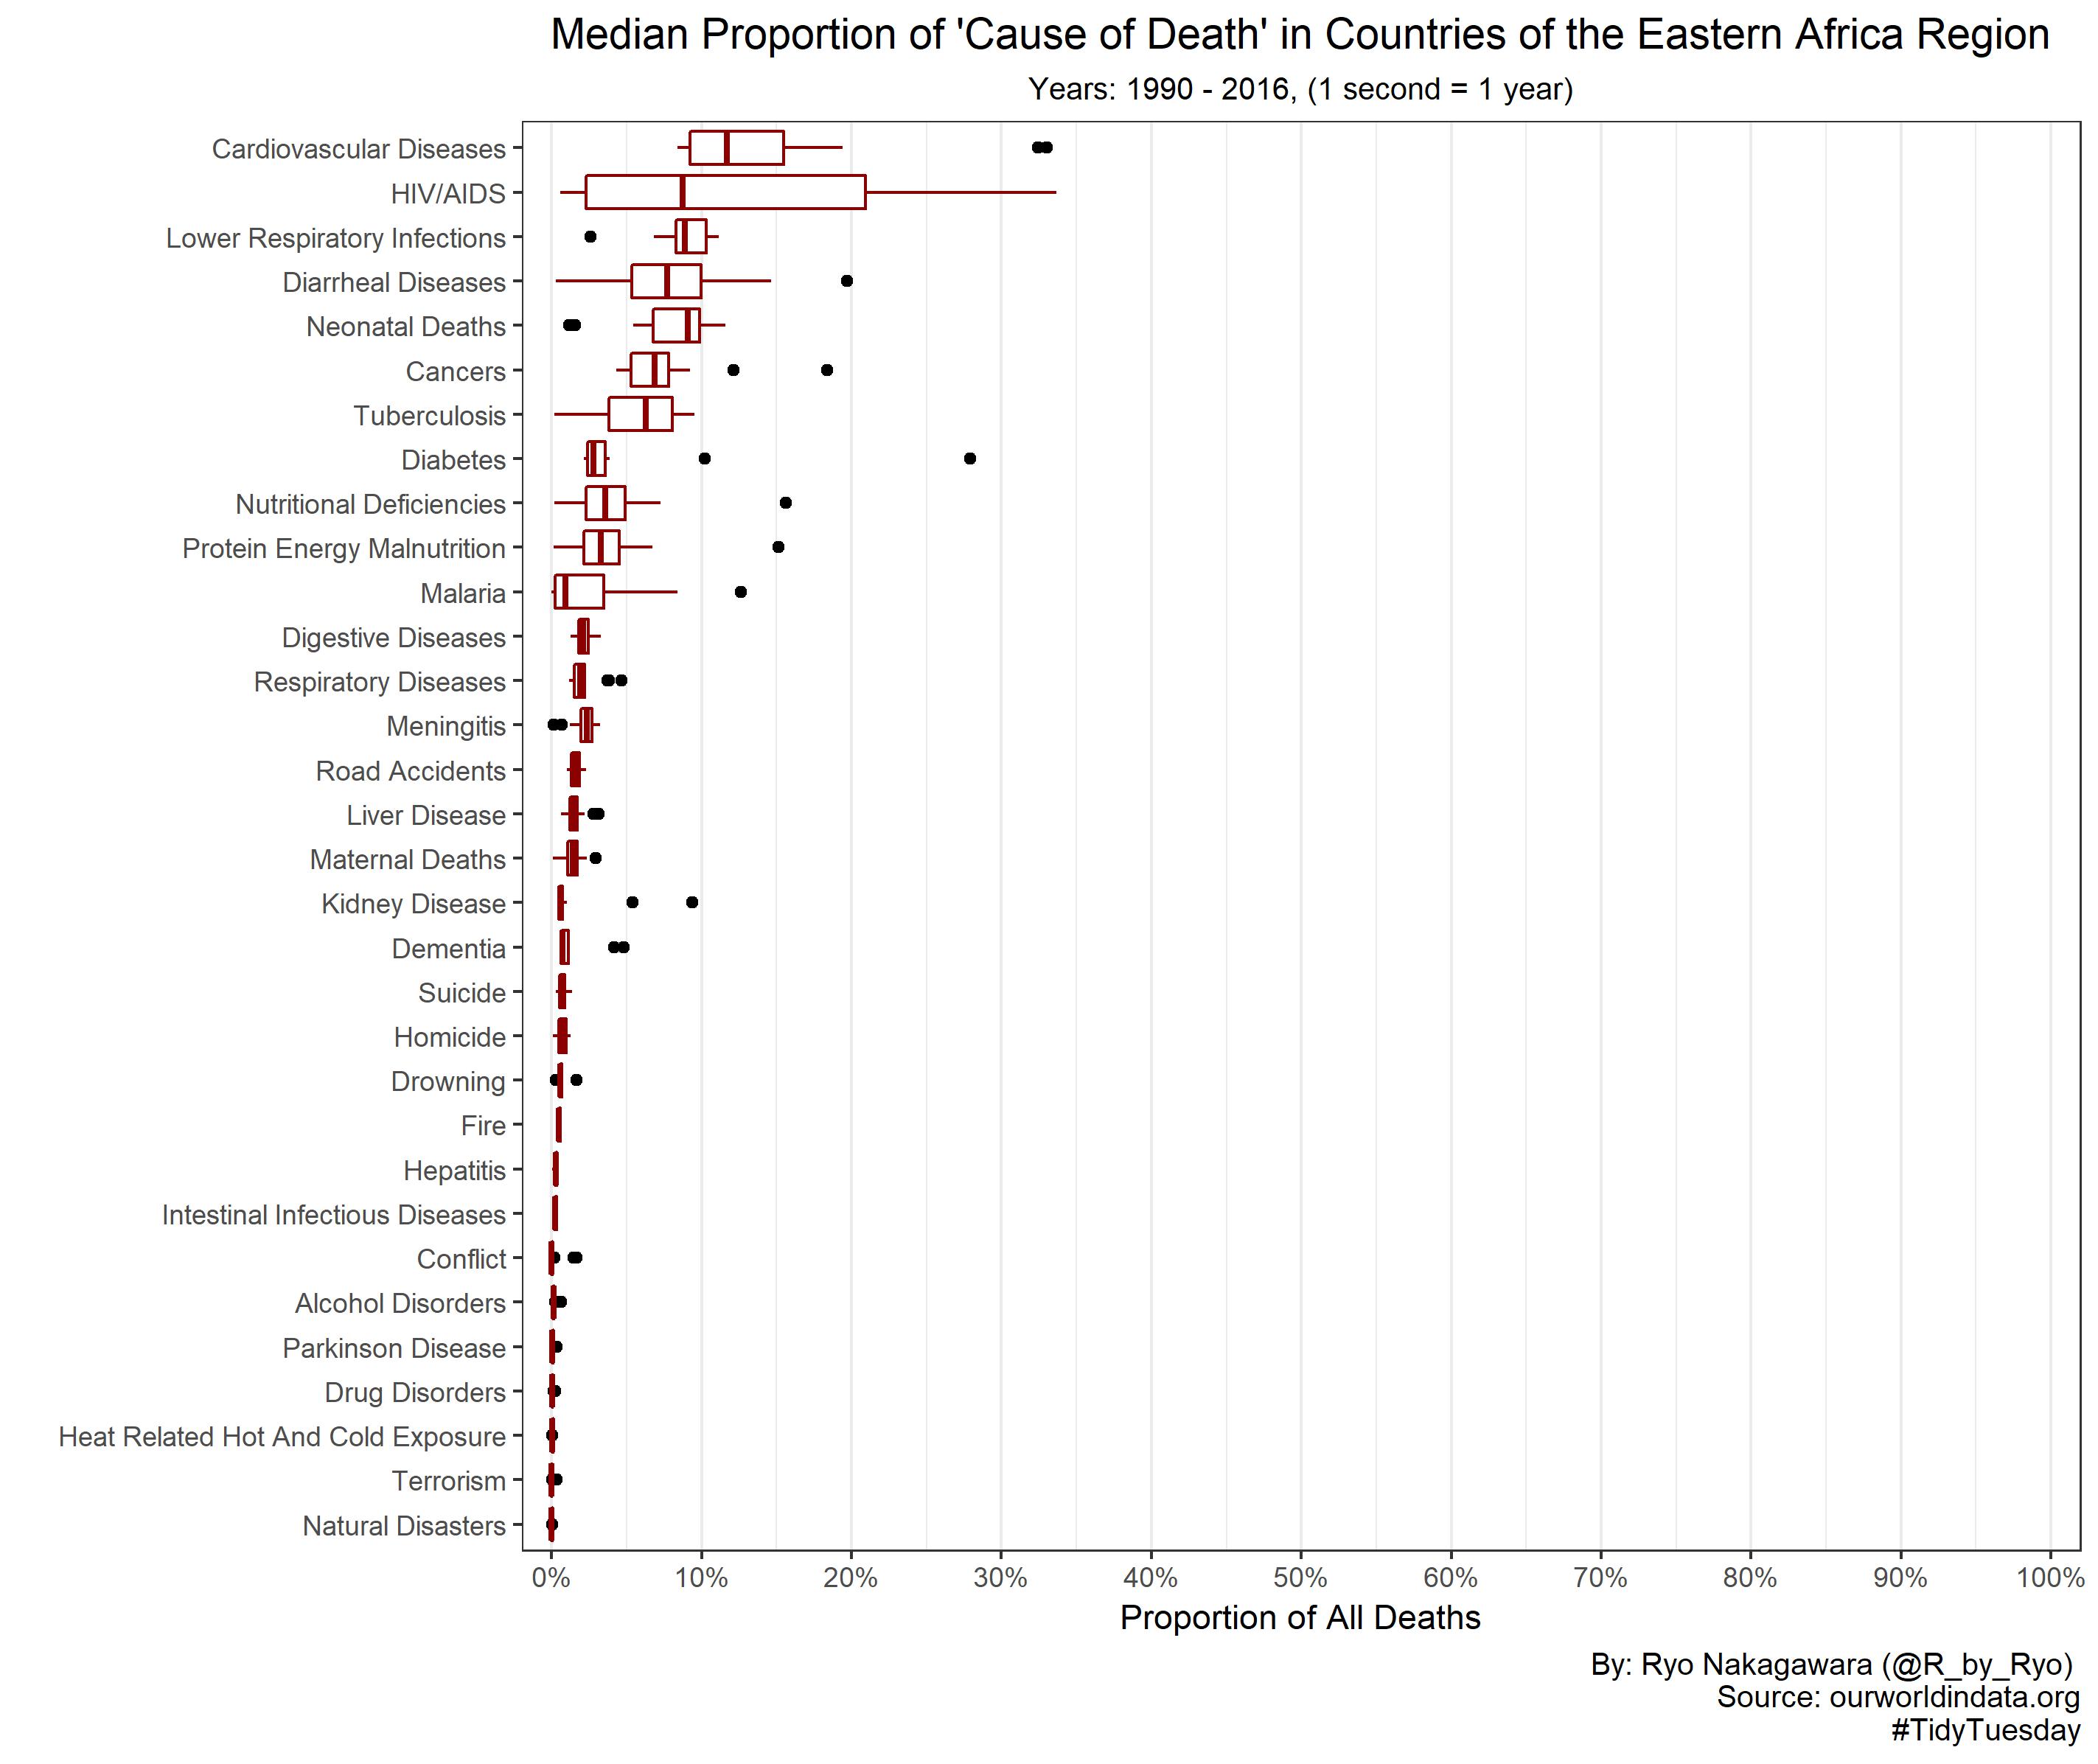 Median Proportion of 'Cause of Death' in Countries of the Eastern Africa Region
Years: 1990 - 2016, (1 second = 1 year)
Cardiovascular Diseases
HIV/AIDS
Lower Respiratory Infections
Diarrheal Diseases
Neonatal Deaths
Cancers
Tuberculosis
Diabetes
Nutritional Deficiencies
Protein Energy Malnutrition
Malaria
Digestive Diseases
Respiratory Diseases
Meningitis
Road Accidents
Liver Disease
Maternal Deaths
Kidney Disease
Dementia
Suicide
Homicide
Drowning
Fire
Hepatitis
Intestinal Infectious Diseases
Conflict
Alcohol Disorders
Parkinson Disease
Drug Disorders
Heat Related Hot And Cold Exposure
Terrorism
Natural Disasters
0% 10% 20% 30% 40% 50% 60% 70% 80% 90% 100%
Proportion of All Deaths
By: Ryo Nakagawara (@R_by_Ryo)
Source: ourworldindata.org
#TidyTuesday